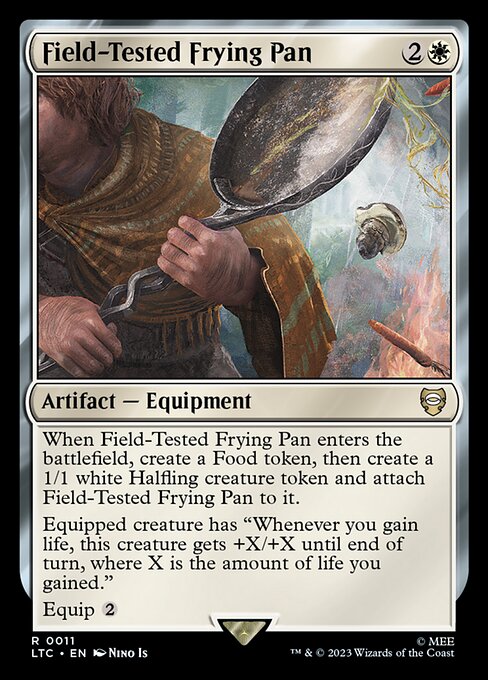 Field-Tested Frying Pan 2
Artifact — Equipment
When Field-Tested Frying Pan enters the
battlefield, create a Food token, then create a
1/1 white Halfling creature token and attach
Field-Tested Frying Pan to it.
Equipped creature has “Whenever you gain
life, this creature gets +X/+X until end of
turn, where X is the amount of life you
gained.”
Equip 2
R 0011
LTC • EN Nino Is
© MEE
™ & © 2023 Wizards of the Coast